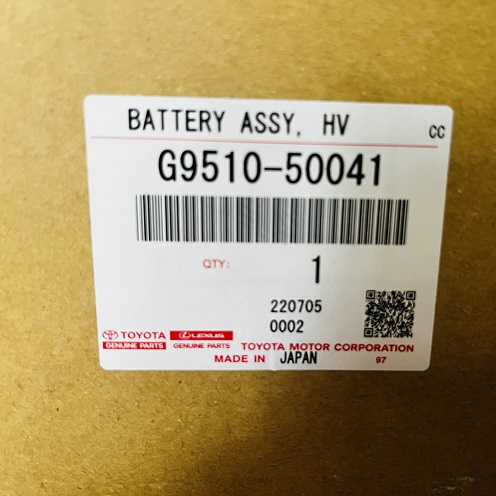 BATTERY ASSY, HV
CC
G9510-50041
QTY: 1
220705
0002
TOYOTA LEXUS
GENUINE PARTS GENUINE PARTS TOYOTA MOTOR CORPORATION
MADE IN JAPAN 97